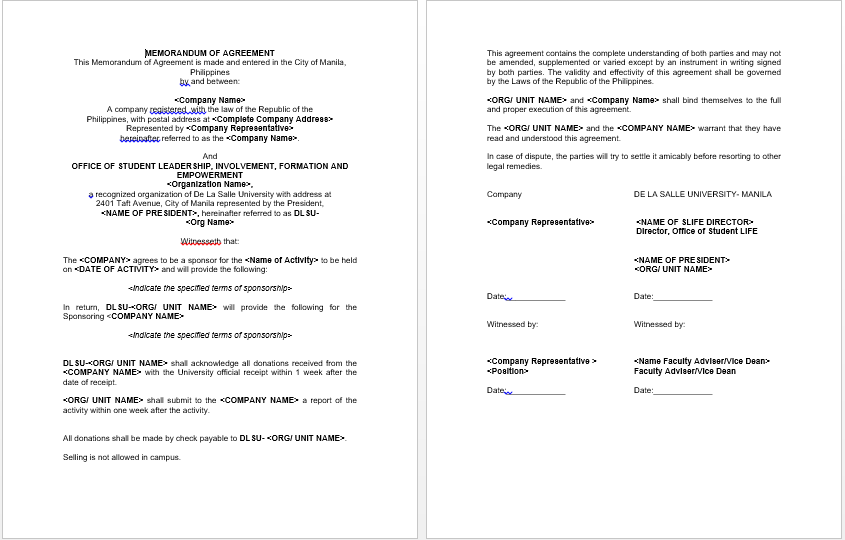 MEMORANDUM OF AGREEMENT
This Memorandum of Agreement is made and entered in the City of Manila,
Philippines
by and between:
<Company Name>
A company registered with the law of the Republic of the
Philippines, with postal address at <Complete Company Address>
Represented by <Company Representative>
hereinafter referred to as the <Company Name>.
And
OFFICE OF STUDENT LEADERSHIP, INVOLVEMENT, FORMATION AND
EMPOWERMENT
<Organization Name>,
a recognized organization of De La Salle University with address at
2401 Taft Avenue, City of Manila represented by the President,
<NAME OF PRESIDENT>, hereinafter referred to as DLSU-
<Org Name>
Witnesseth that:
The <COMPANY> agrees to be a sponsor for the <Name of Activity> to be held
on <DATE OF ACTIVITY> and will provide the following:
<Indicate the specified terms of sponsorship>
In return, DLSU-<ORG/ UNIT NAME> will provide the following for the
Sponsoring <COMPANY NAME>
<Indicate the specified terms of sponsorship>
DLSU-<ORG/ UNIT NAME> shall acknowledge all donations received from the
<COMPANY NAME> with the University official receipt within 1 week after the
date of receipt.
<ORG/ UNIT NAME> shall submit to the <COMPANY NAME> a report of the
activity within one week after the activity.
All donations shall be made by check payable to DLSU- <ORG/ UNIT NAME>.
Selling is not allowed in campus.
This agreement contains the complete understanding of both parties and may not
be amended, supplemented or varied except by an instrument in writing signed
by both parties. The validity and effectivity of this agreement shall be governed
by the Laws of the Republic of the Philippines.
<ORG/ UNIT NAME> and <Company Name> shall bind themselves to the full
and proper execution of this agreement.
The <ORG/ UNIT NAME> and the <COMPANY NAME> warrant that they have
read and understood this agreement.
In case of dispute, the parties will try to settle it amicably before resorting to other
legal remedies.
Company DE LA SALLE UNIVERSITY- MANILA
<Company Representative> <NAME OF SLIFE DIRECTOR>
Director, Office of Student LIFE
<NAME OF PRESIDENT>
<ORG/ UNIT NAME>
Date:_____________ Date:_____________
Witnessed by: Witnessed by:
<Company Representative > <Name Faculty Adviser/Vice Dean>
<Position> Faculty Adviser/Vice Dean
Date:_____________ Date:_____________